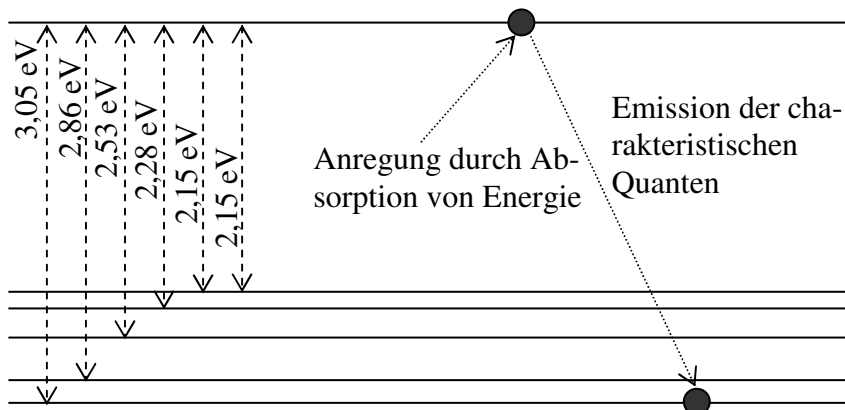 3,05 eV
2,86 eV
2,53 eV
2,28 eV
2,15 eV
2,15 eV
Anregung durch Ab-
sorption von Energie
Emission der cha-
rakteristischen
Quanten